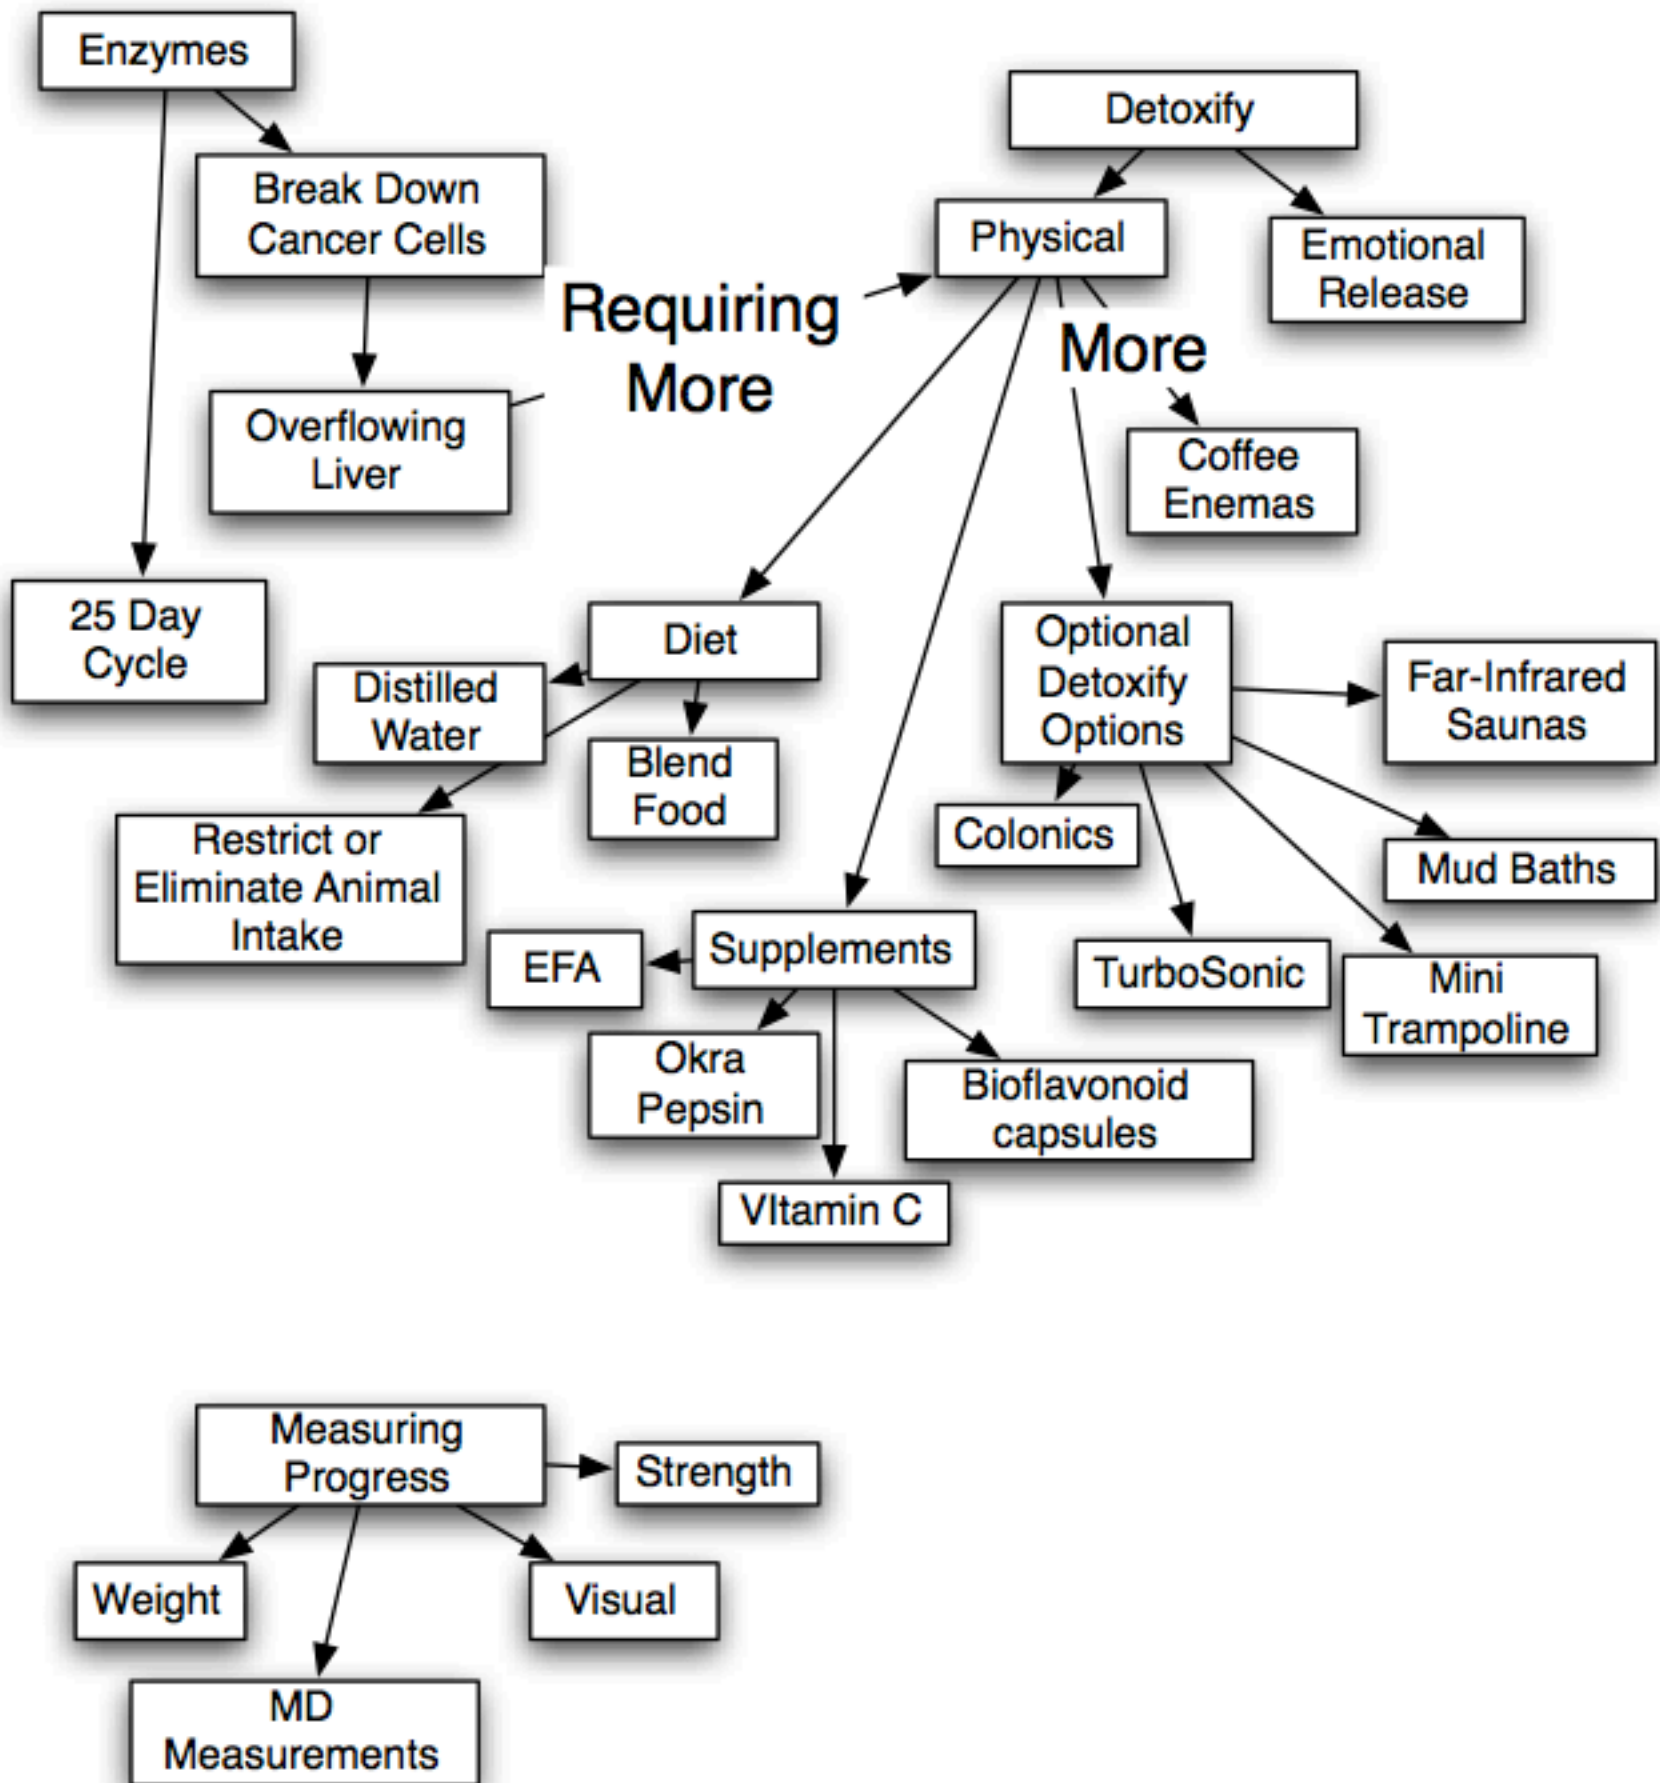 Enzymes
Detoxify
Break Down
Cancer Cells
Physical
Emotional
Release
Requiring
More
More
Overflowing
Liver
Coffee
Enemas
25 Day
Cycle
Diet
Optional
Detoxify
Options
Far-Infrared
Saunas
Distilled
Water
Blend
Food
Colonics
Mud Baths
Restrict or
Eliminate Animal
Intake
EFA
Supplements
TurboSonic
Mini
Trampoline
Okra
Pepsin
Bioflavonoid
capsules
VItamin C
Measuring
Progress
Strength
Weight
Visual
MD
Measurements